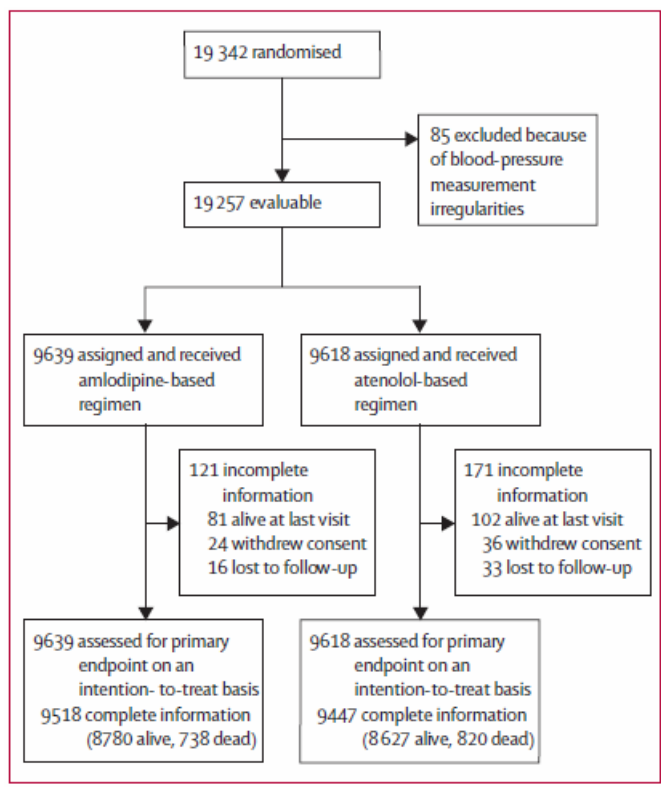 19 342 randomised
85 excluded because
of blood-pressure
measurement
irregularities
19 257 evaluable
9639 assigned and received
amlodipine-based
regimen
9618 assigned and received
atenolol-based
regimen
121 incomplete
information
81 alive at last visit
24 withdrew consent
16 lost to follow-up
171 incomplete
information
102 alive at last visit
36 withdrew consent
33 lost to follow-up
9639 assessed for primary
endpoint on an
intention- to-treat basis
9518 complete information
(8780 alive, 738 dead)
9618 assessed for primary
endpoint on an
intention-to-treat basis
9447 complete information
(8627 alive, 820 dead)